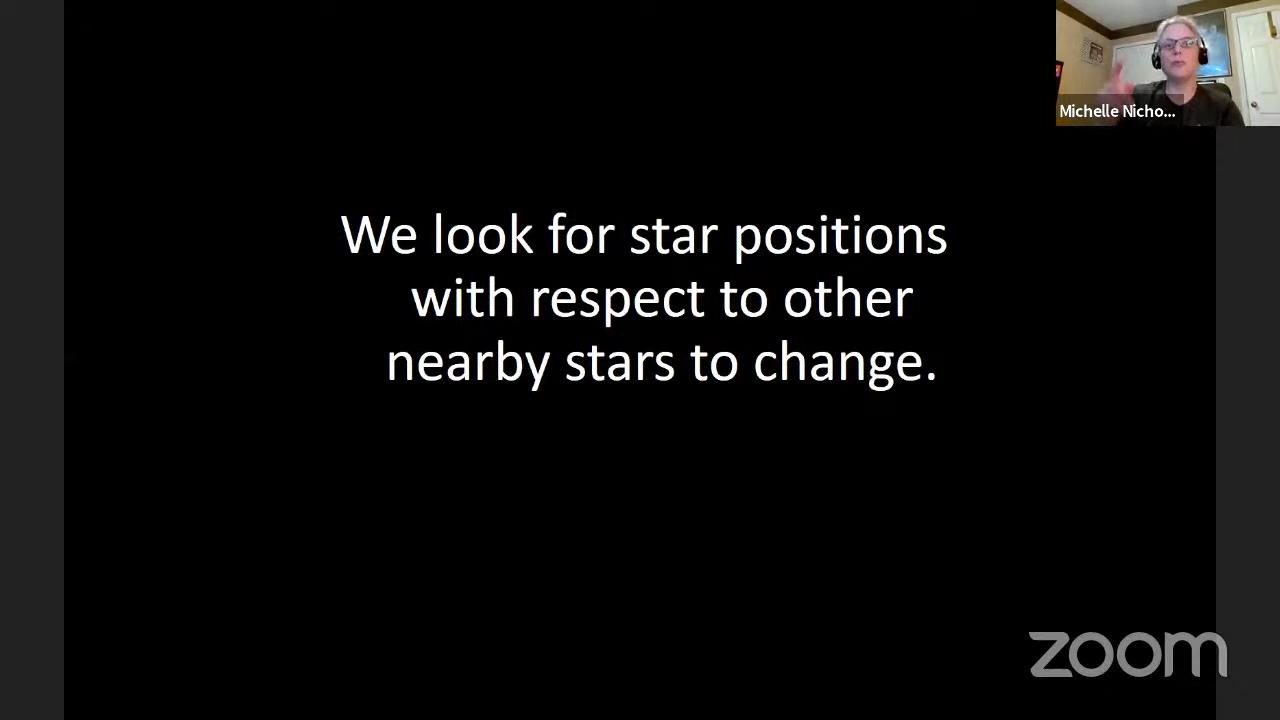 Michelle Nicho...
We look for star positions
with respect to other
nearby stars to change.
zoom